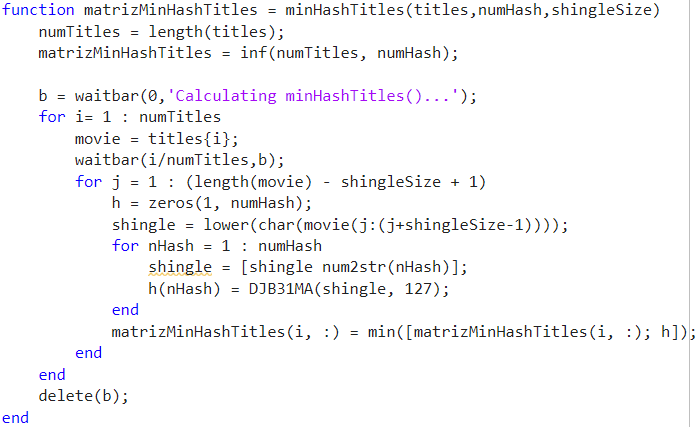 function matrizMinHashTitles = minHashTitles(titles,numHash,shingleSize)
    numTitles = length(titles);
    matrizMinHashTitles = inf(numTitles, numHash);

    b = waitbar(0,'Calculating minHashTitles()...');
    for i= 1 : numTitles
        movie = titles{i};
        waitbar(i/numTitles,b);
        for j = 1 : (length(movie) - shingleSize + 1)
            h = zeros(1, numHash);
            shingle = lower(char(movie(j:(j+shingleSize-1))));
            for nHash = 1 : numHash
                shingle = [shingle num2str(nHash)];
                h(nHash) = DJB31MA(shingle, 127);
            end
            matrizMinHashTitles(i, :) = min([matrizMinHashTitles(i, :); h]);
        end
    end
    delete(b);
end